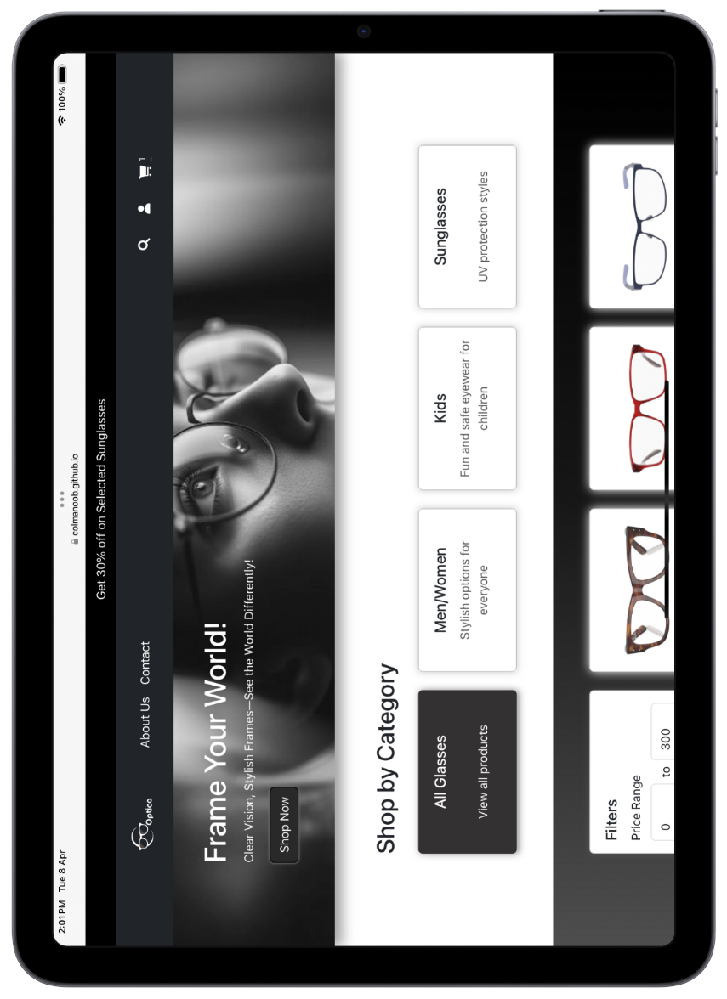 2:01 PM Tue 8 Apr
100%
colmanoob.github.io
Get 30% off on Selected Sunglasses
Optica
About Us Contact
1
Frame Your World!
Clear Vision, Stylish Frames—See the World Differently!
Shop Now
Shop by Category
All Glasses
View all products
Men/Women
Stylish options for
everyone
Kids
Fun and safe eyewear for
children
Sunglasses
UV protection styles
Filters
Price Range
0 to 300